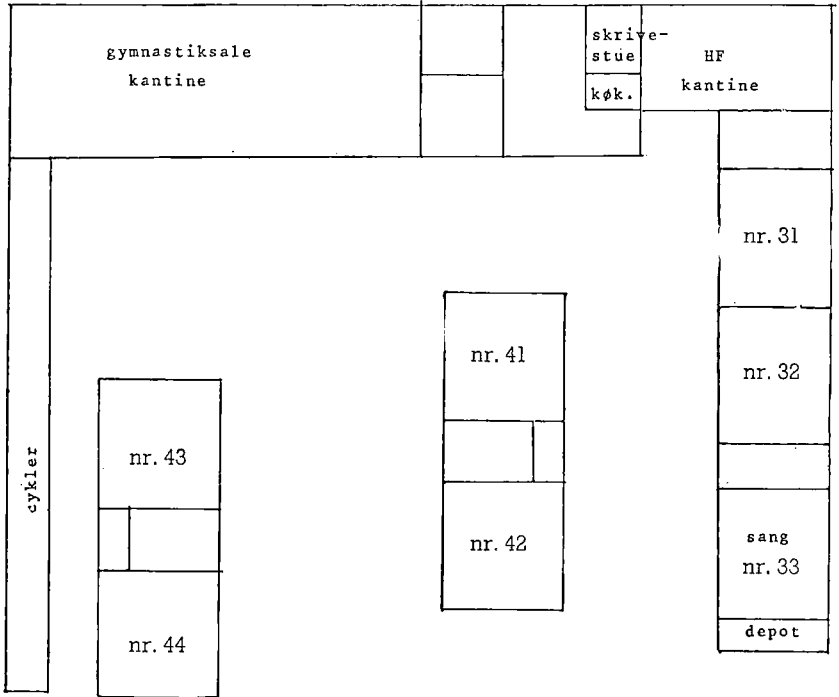 gymnastiksale
kantine
skrive-
stue
køk.
HF
kantine
nr. 31
nr. 41
nr. 32
nr. 43
cykler
nr. 42
sang
nr. 33
depot
nr. 44